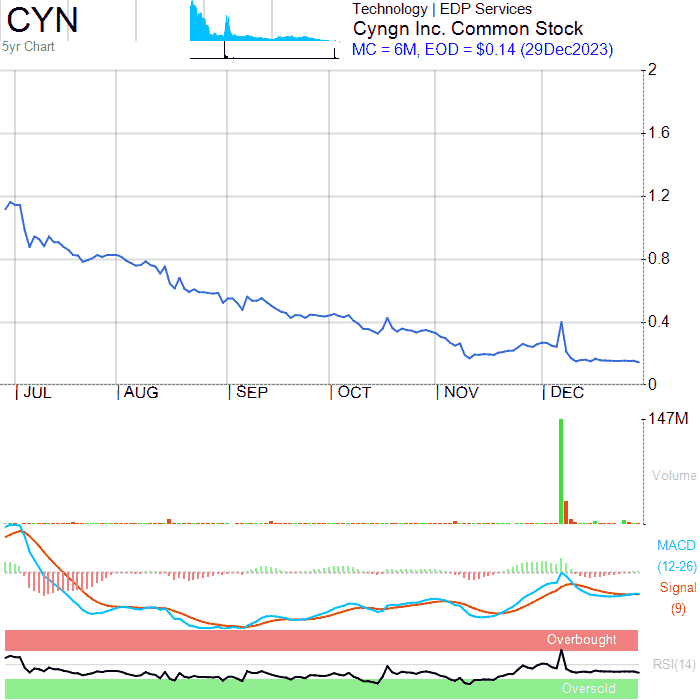 CYN
5yr Chart
Technology | EDP Services
Cyngn Inc. Common Stock
MC = 6M, EOD = $0.14 (29Dec2023)
2
1.6
1.2
0.8
0.4
0
JUL AUG SEP OCT NOV DEC
147M
Volume
MACD
(12-26)
Signal
(9)
Overbought
RSI(14)
Oversold